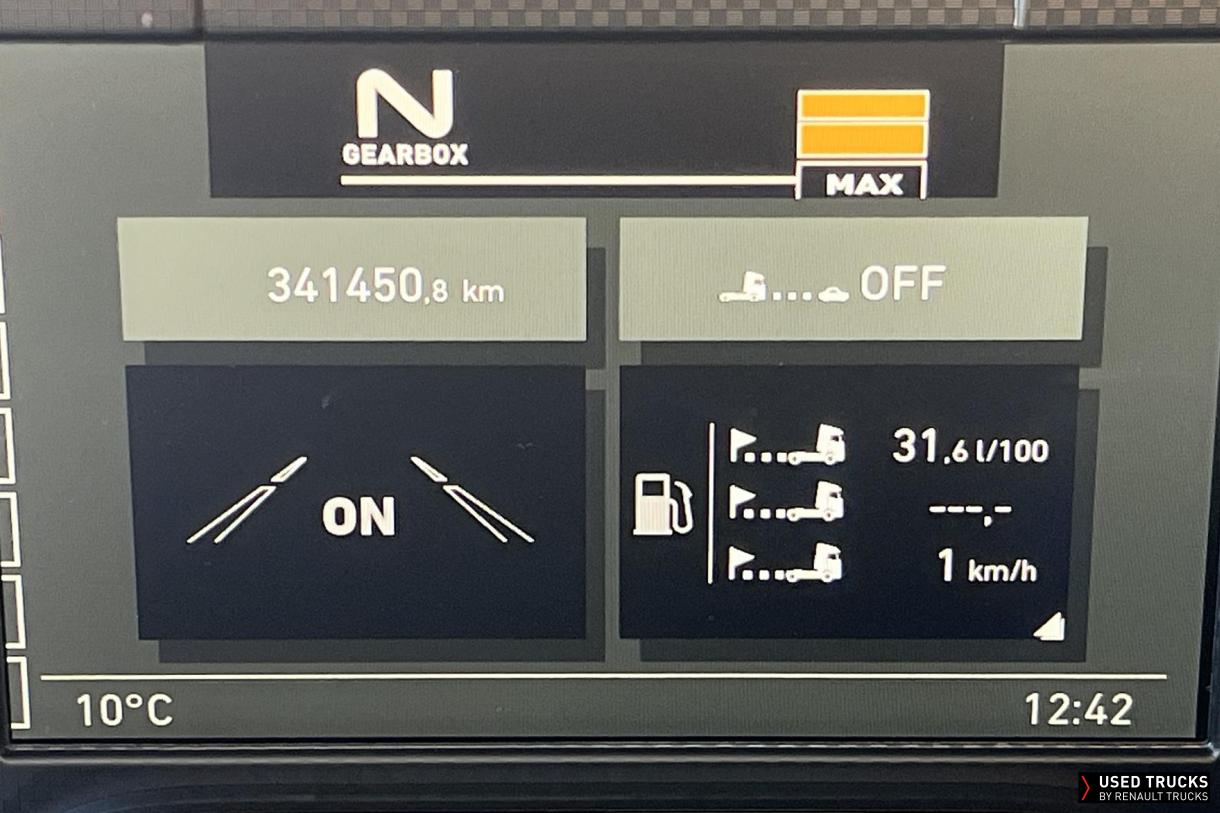 N
GEARBOX
MAX
341450,8 km
OFF
ON
31,6 l/100
---,-
1 km/h
10°C
12:42
USED TRUCKS
BY RENAULT TRUCKS